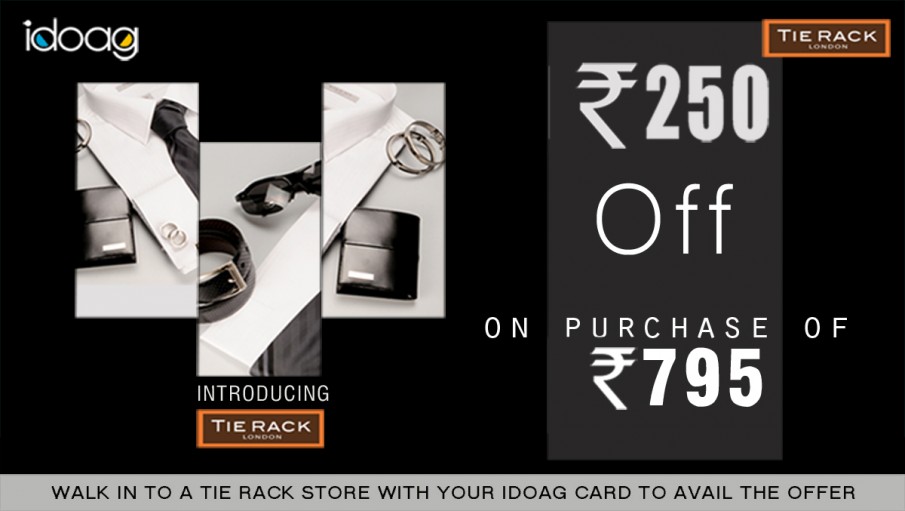 idoag
TIE RACK
LONDON
₹250
Off
ON PURCHASE OF
₹795
INTRODUCING
TIE RACK
LONDON
WALK IN TO A TIE RACK STORE WITH YOUR IDOAG CARD TO AVAIL THE OFFER